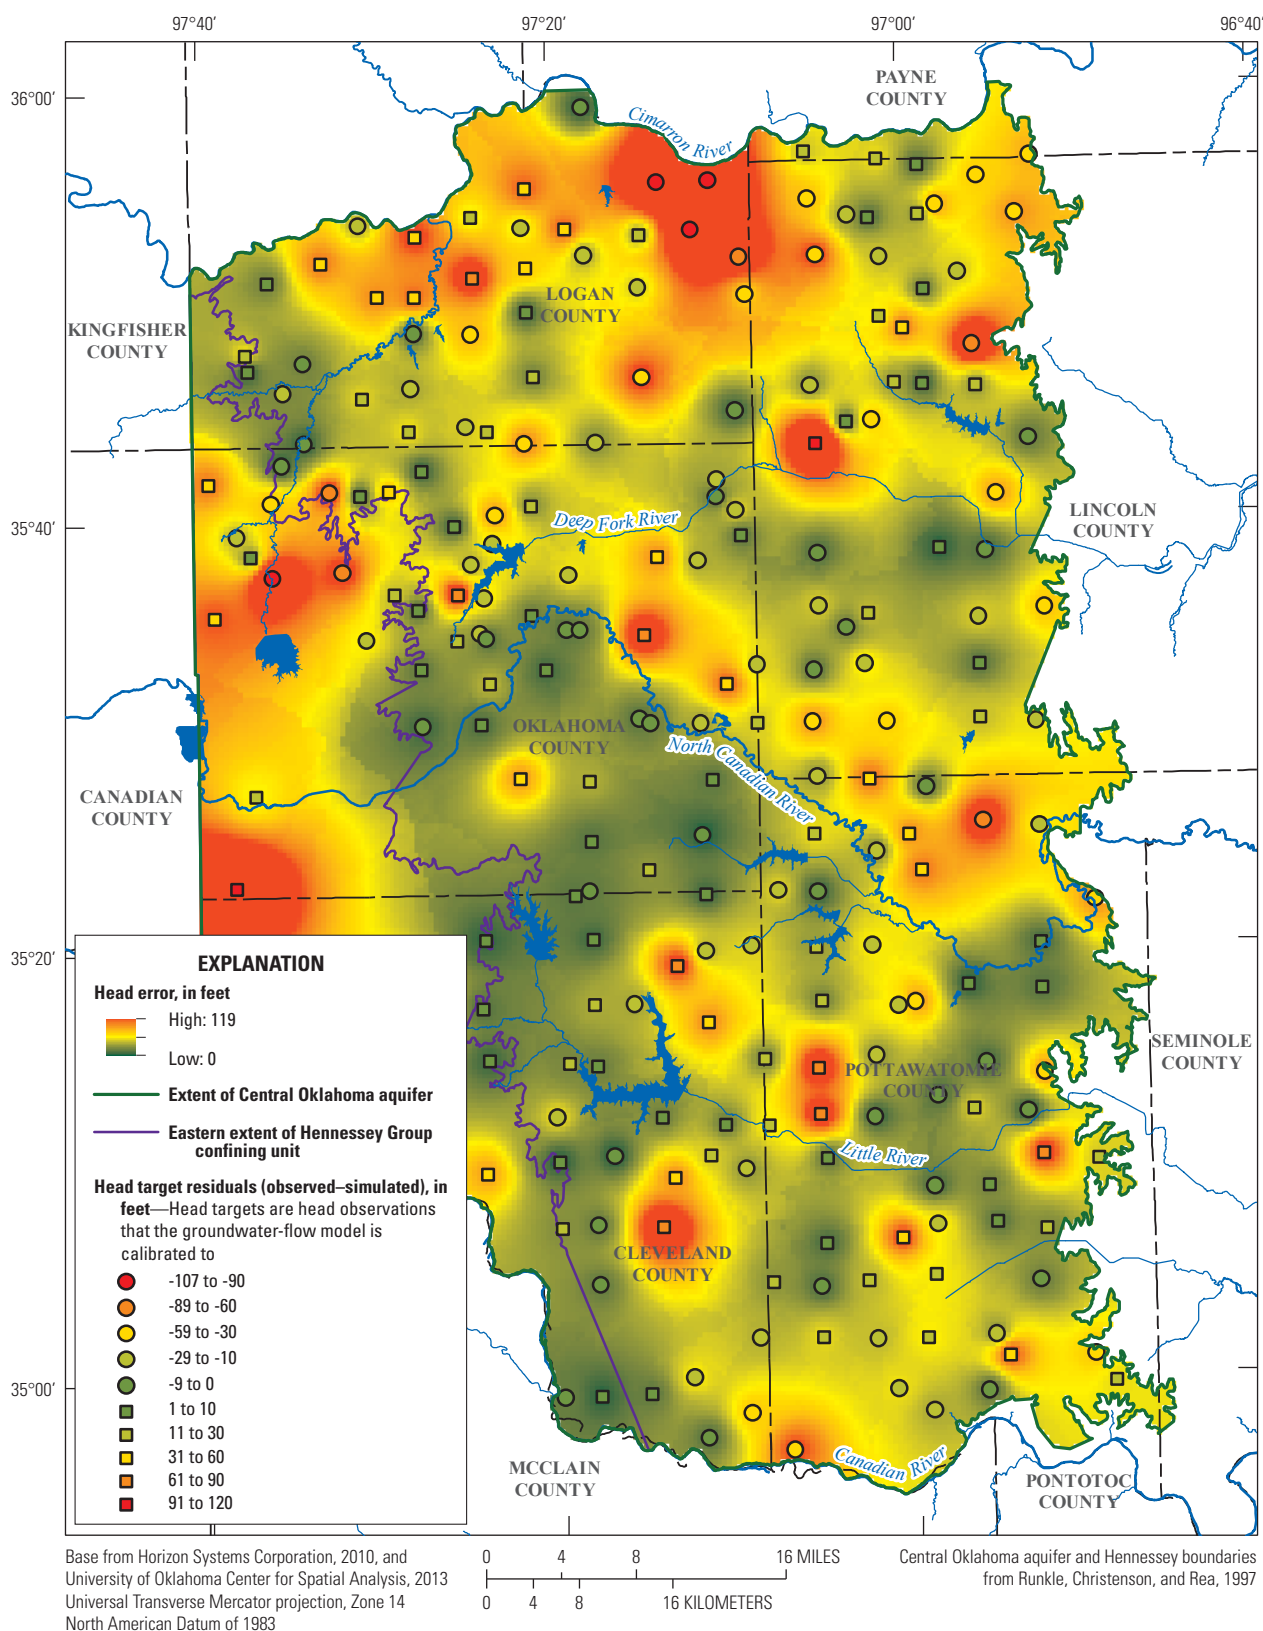 97°40′
97°20′
97°00′
96°40′
36°00′
35°40′
35°20′
35°00′
PAYNE
COUNTY
Cimarron River
LOGAN
COUNTY
KINGFISHER
COUNTY
Deep Fork River
LINCOLN
COUNTY
OKLAHOMA
COUNTY
North Canadian River
CANADIAN
COUNTY
SEMINOLE
COUNTY
POTTAWATOMIE
COUNTY
Little River
CLEVELAND
COUNTY
MCCLAIN
COUNTY
Canadian River
PONTOTOC
COUNTY
EXPLANATION
Head error, in feet
High: 119
Low: 0
Extent of Central Oklahoma aquifer
Eastern extent of Hennessey Group
confining unit
Head target residuals (observed–simulated), in
feet—Head targets are head observations
that the groundwater-flow model is
calibrated to
-107 to -90
-89 to -60
-59 to -30
-29 to -10
-9 to 0
1 to 10
11 to 30
31 to 60
61 to 90
91 to 120
Base from Horizon Systems Corporation, 2010, and
University of Oklahoma Center for Spatial Analysis, 2013
Universal Transverse Mercator projection, Zone 14
North American Datum of 1983
0 4 8 16 MILES
0 4 8 16 KILOMETERS
Central Oklahoma aquifer and Hennessey boundaries
from Runkle, Christenson, and Rea, 1997